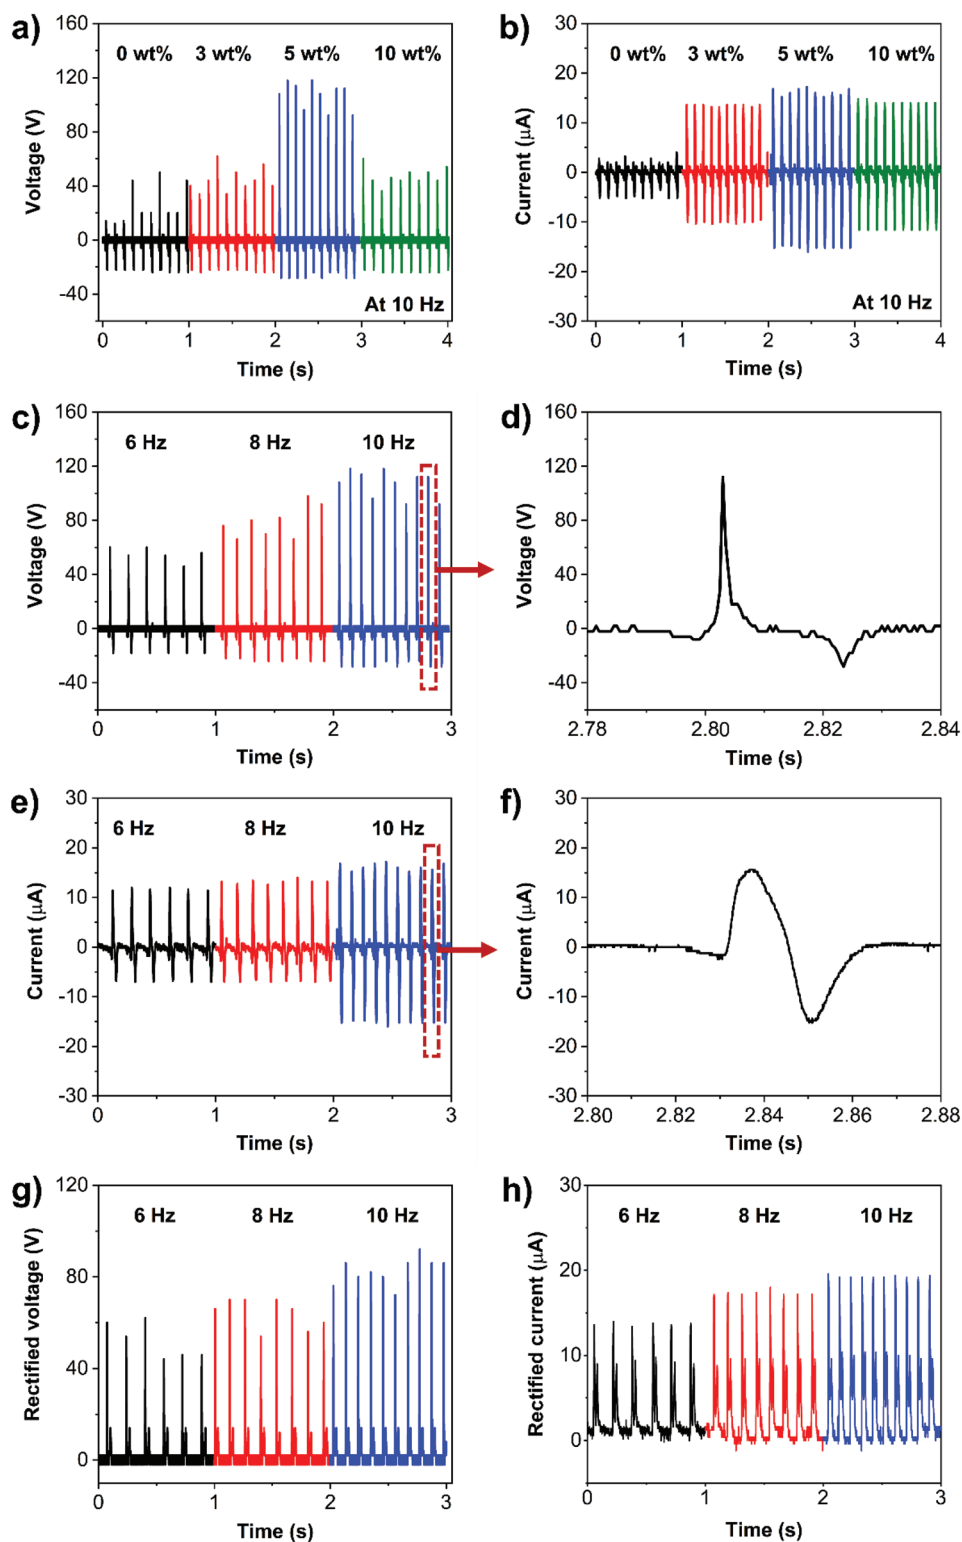 a)
160
120
80
40
0
-40
Voltage (V)
0 wt%
3 wt%
5 wt%
10 wt%
At 10 Hz
0
1
2
3
4
Time (s)
b)
30
20
10
0
-10
-20
-30
Current (μA)
0 wt%
3 wt%
5 wt%
10 wt%
At 10 Hz
0
1
2
3
4
Time (s)
c)
160
120
80
40
0
-40
Voltage (V)
6 Hz
8 Hz
10 Hz
0
1
2
3
Time (s)
d)
160
120
80
40
0
-40
Voltage (V)
2.78
2.80
2.82
2.84
Time (s)
e)
30
20
10
0
-10
-20
-30
Current (μA)
6 Hz
8 Hz
10 Hz
0
1
2
3
Time (s)
f)
30
20
10
0
-10
-20
-30
Current (μA)
2.80
2.82
2.84
2.86
2.88
Time (s)
g)
120
80
40
0
Rectified voltage (V)
6 Hz
8 Hz
10 Hz
0
1
2
3
Time (s)
h)
30
20
10
0
Rectified current (μA)
6 Hz
8 Hz
10 Hz
0
1
2
3
Time (s)